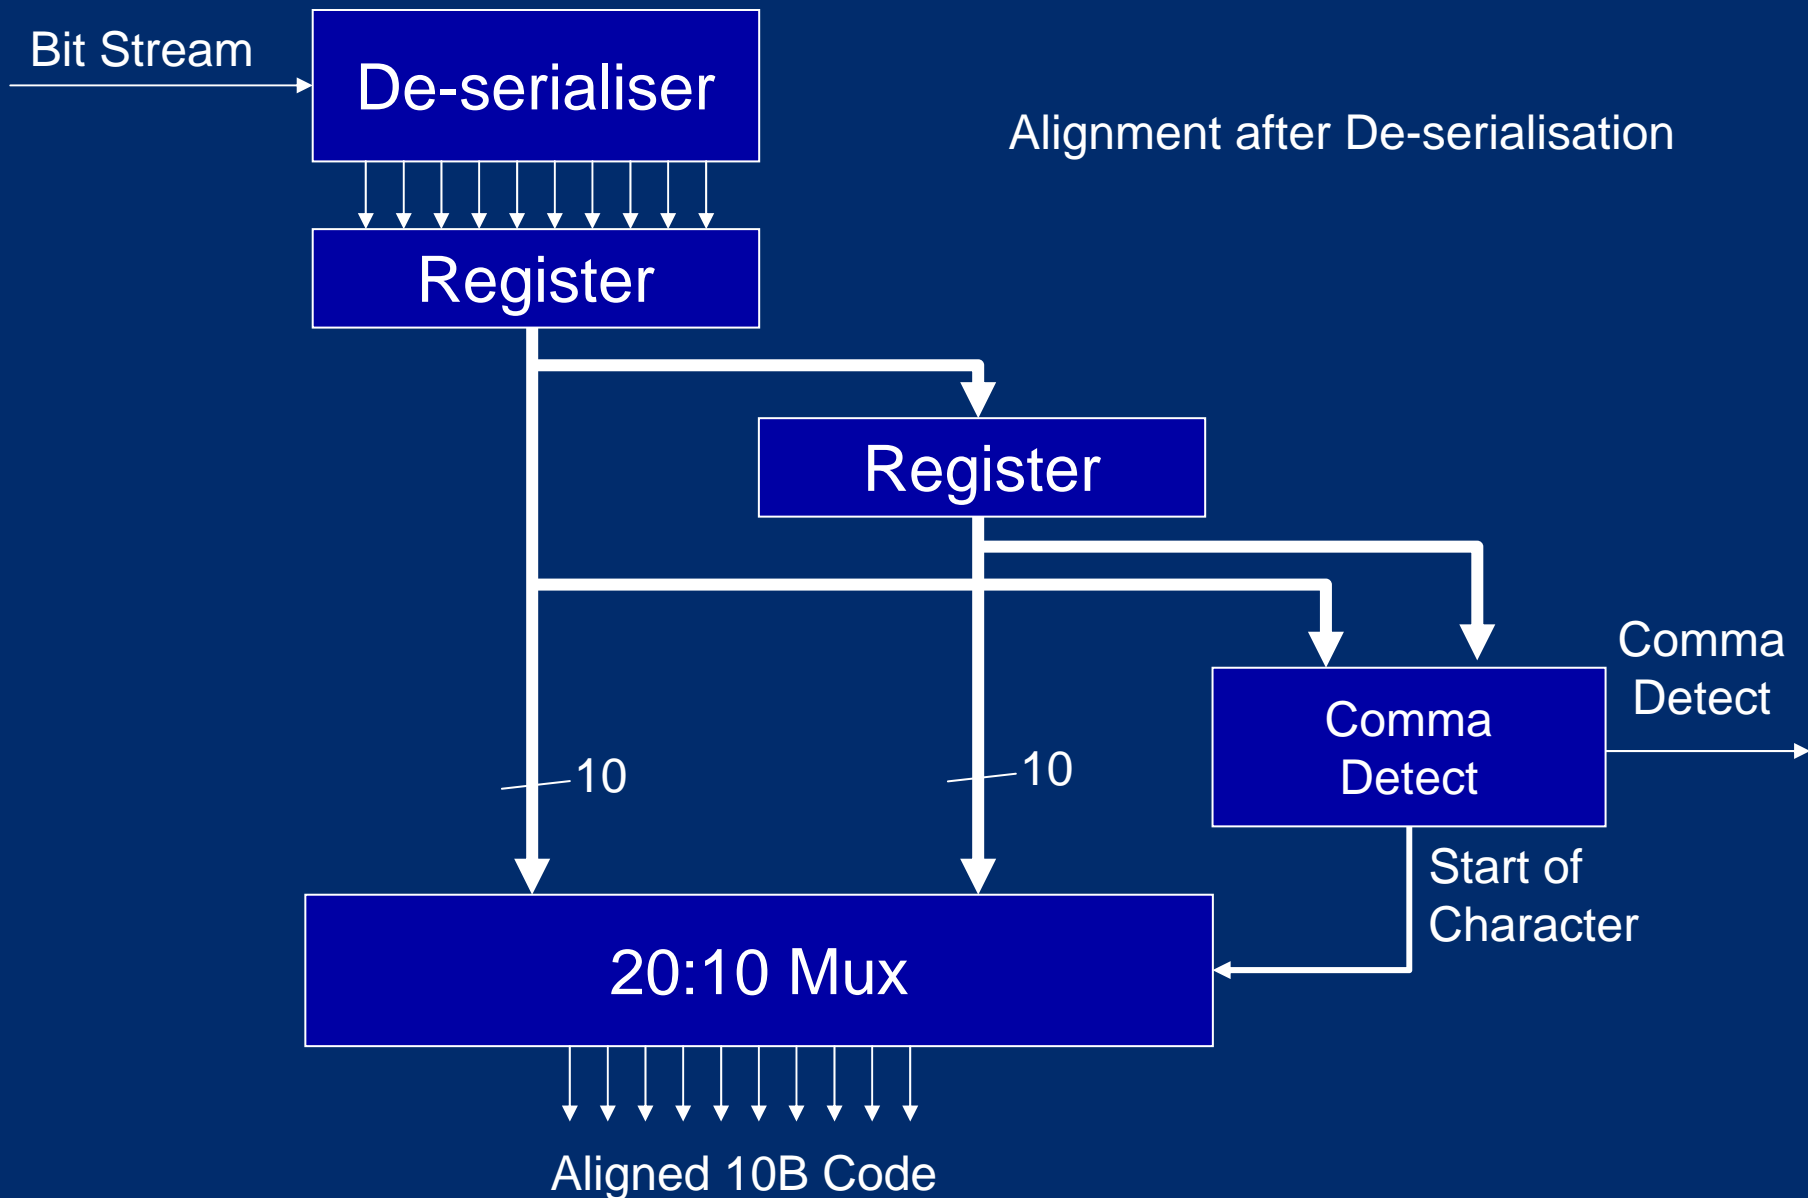 Bit Stream
De-serialiser
Alignment after De-serialisation
Register
Register
Comma
Detect
Comma
Detect
10
10
Start of
Character
20:10 Mux
Aligned 10B Code